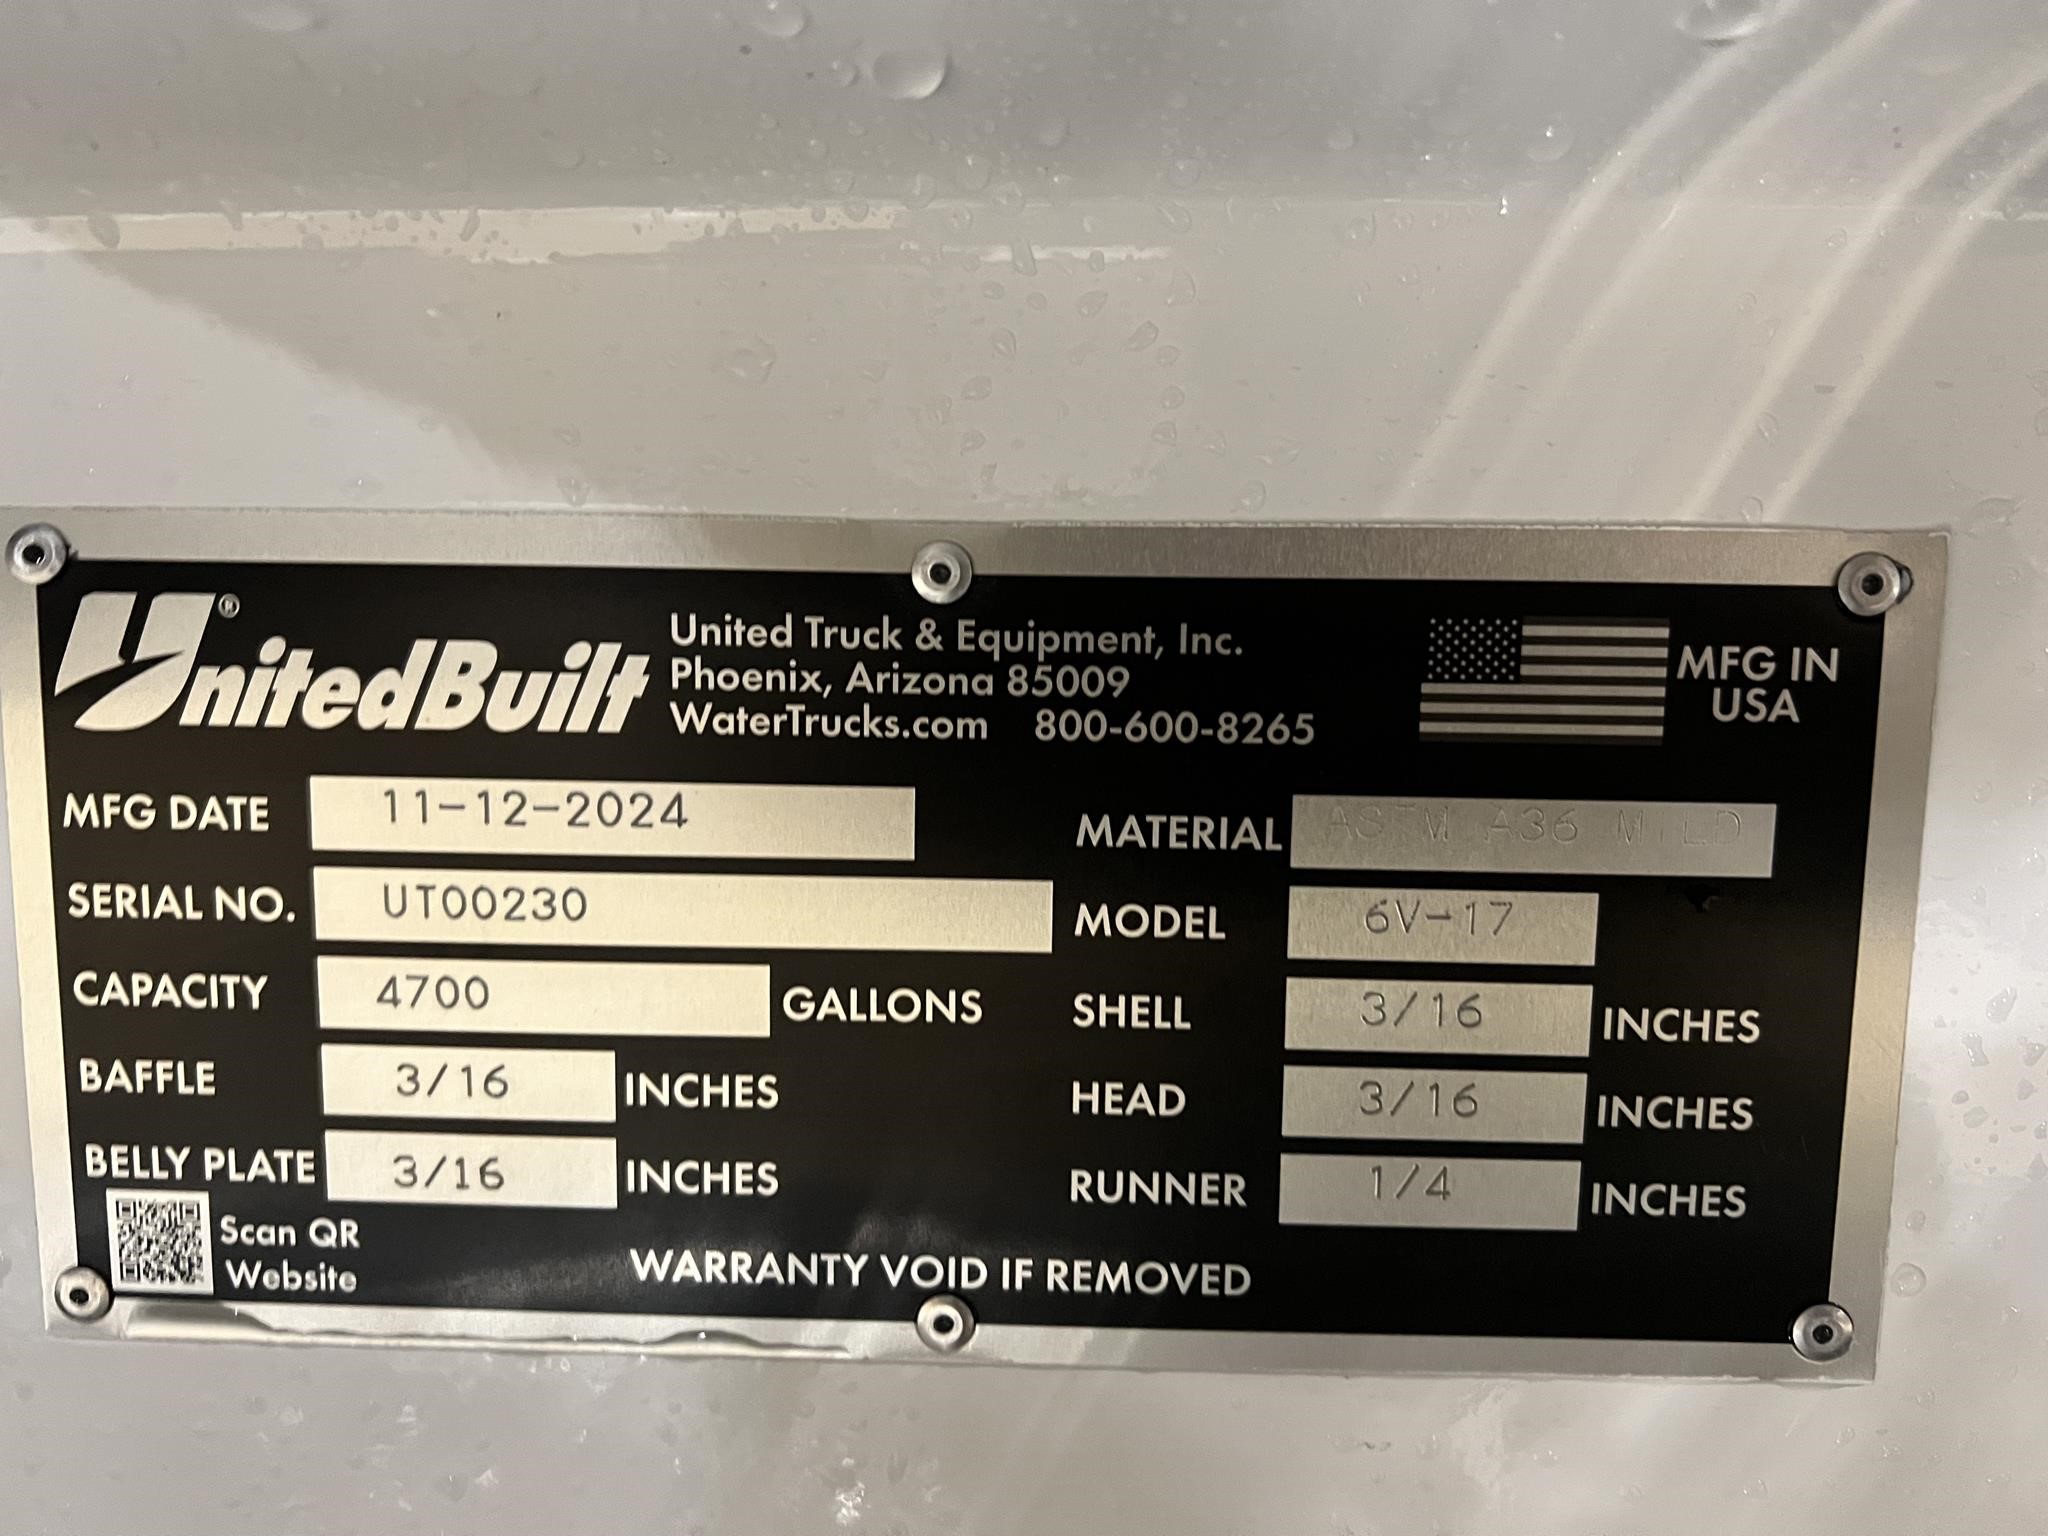 UnitedBuilt®
United Truck & Equipment, Inc.
Phoenix, Arizona 85009
WaterTrucks.com 800-600-8265
MFG IN
USA
MFG DATE 11-12-2024
SERIAL NO. UT00230
CAPACITY 4700 GALLONS
BAFFLE 3/16 INCHES
BELLY PLATE 3/16 INCHES
MATERIAL ASTM A36 MILD
MODEL 6V-17
SHELL 3/16 INCHES
HEAD 3/16 INCHES
RUNNER 1/4 INCHES
Scan QR
Website
WARRANTY VOID IF REMOVED